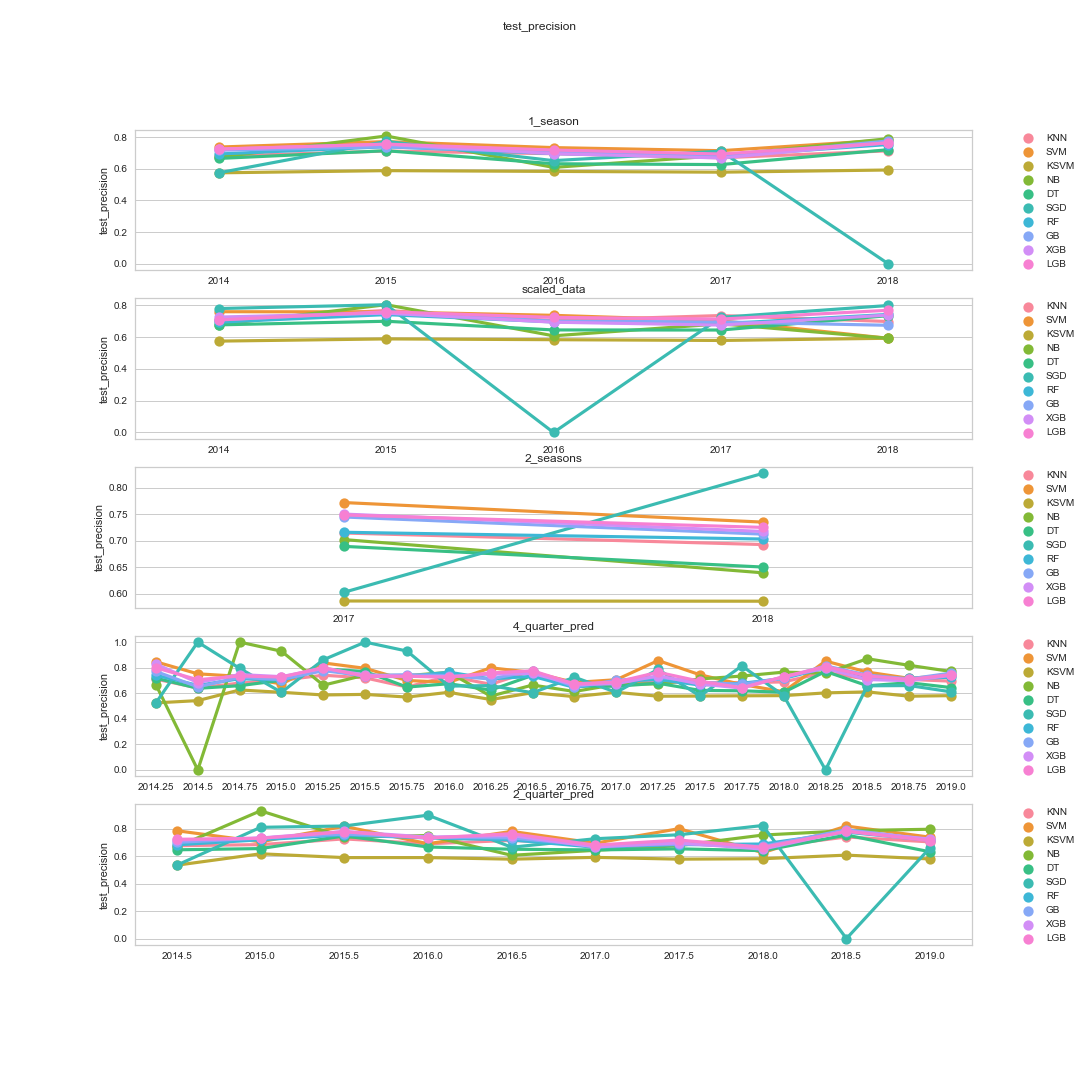 test_precision
1_season
test_precision
0.8
0.6
0.4
0.2
0.0
2014 2015 2016 2017 2018
KNN
SVM
KSVM
NB
DT
SGD
RF
GB
XGB
LGB
scaled_data
test_precision
0.8
0.6
0.4
0.2
0.0
2014 2015 2016 2017 2018
KNN
SVM
KSVM
NB
DT
SGD
RF
GB
XGB
LGB
2_seasons
test_precision
0.80
0.75
0.70
0.65
0.60
2017 2018
KNN
SVM
KSVM
NB
DT
SGD
RF
GB
XGB
LGB
4_quarter_pred
test_precision
1.0
0.8
0.6
0.4
0.2
0.0
2014.25 2014.5 2014.75 2015.0 2015.25 2015.5 2015.75 2016.0 2016.25 2016.5 2016.75 2017.0 2017.25 2017.5 2017.75 2018.0 2018.25 2018.5 2018.75 2019.0
KNN
SVM
KSVM
NB
DT
SGD
RF
GB
XGB
LGB
2_quarter_pred
test_precision
0.8
0.6
0.4
0.2
0.0
2014.5 2015.0 2015.5 2016.0 2016.5 2017.0 2017.5 2018.0 2018.5 2019.0
KNN
SVM
KSVM
NB
DT
SGD
RF
GB
XGB
LGB